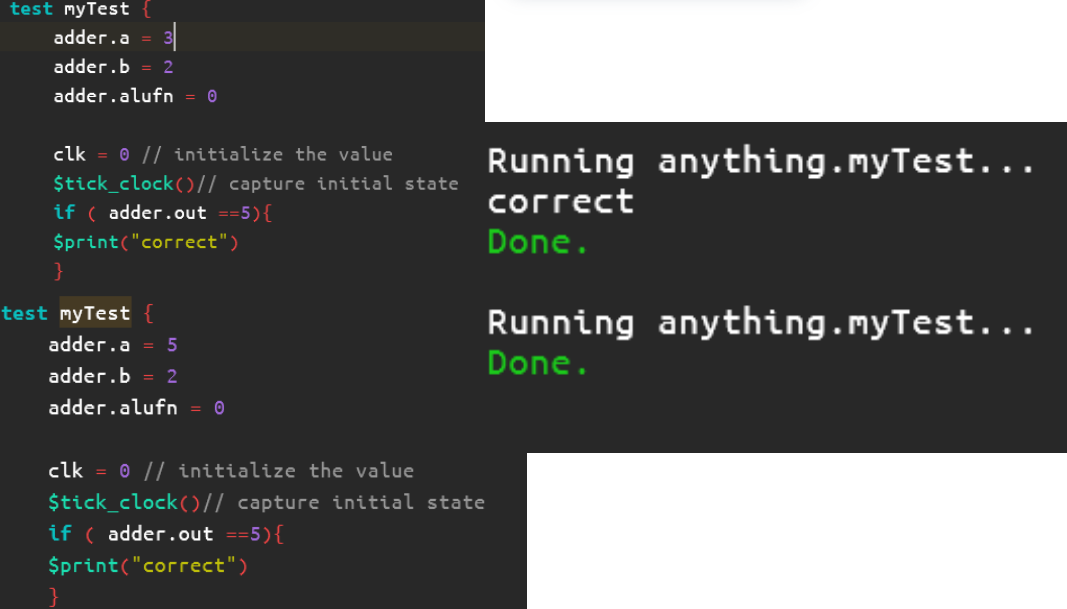 test myTest {
adder.a = 3
adder.b = 2
adder.alufn = 0
clk = 0 // initialize the value
$tick_clock()// capture initial state
if ( adder.out ==5){
$print("correct")
}
test myTest {
adder.a = 5
adder.b = 2
adder.alufn = 0
clk = 0 // initialize the value
$tick_clock()// capture initial state
if ( adder.out ==5){
$print("correct")
}
Running anything.myTest...
correct
Done.
Running anything.myTest...
Done.